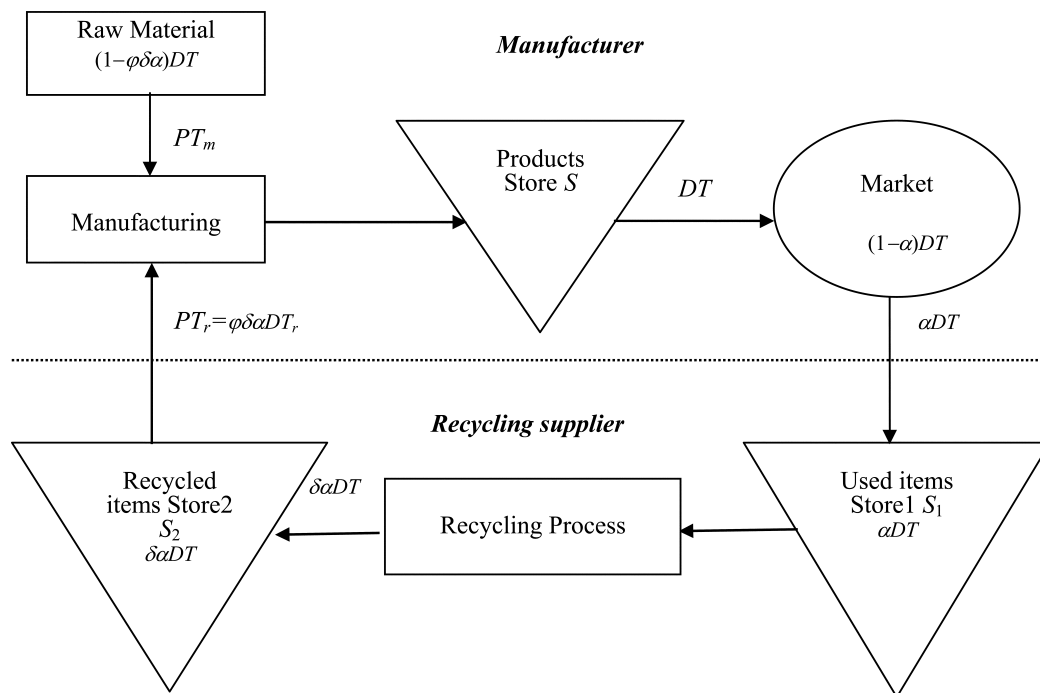 Raw Material
(1−φδα)DT
Manufacturer
PTₘ
Products
Store S
DT
Market
(1−α)DT
Manufacturing
PTᵣ=φδαDTᵣ
αDT
Recycling supplier
Recycled
items Store2
S₂
δαDT
δαDT
Recycling Process
Used items
Store1 S₁
αDT